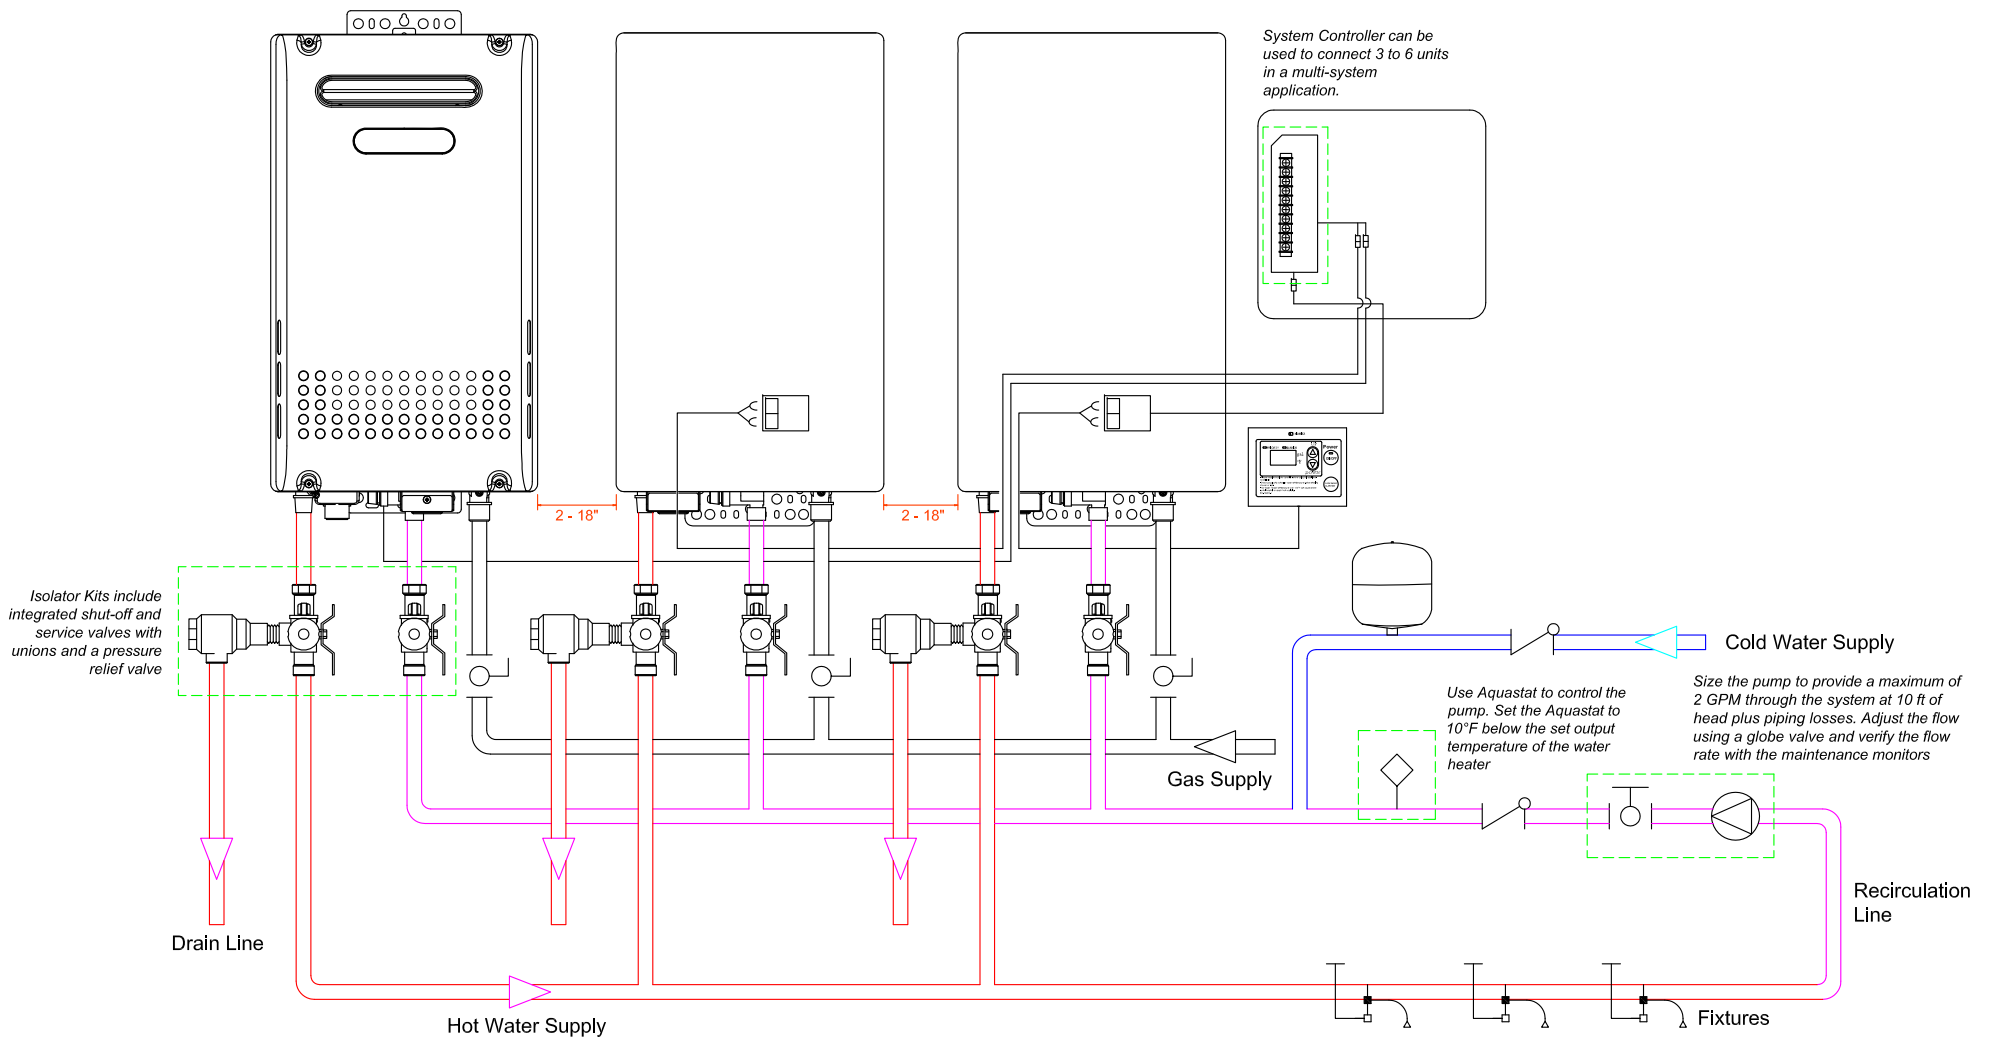 System Controller can be
used to connect 3 to 6 units
in a multi-system
application.
2 - 18"
2 - 18"
Power
Isolator Kits include
integrated shut-off and
service valves with
unions and a pressure
relief valve
Cold Water Supply
Size the pump to provide a maximum of
2 GPM through the system at 10 ft of
head plus piping losses. Adjust the flow
using a globe valve and verify the flow
rate with the maintenance monitors
Use Aquastat to control the
pump. Set the Aquastat to
10°F below the set output
temperature of the water
heater
Gas Supply
Recirculation
Line
Drain Line
Hot Water Supply
Fixtures